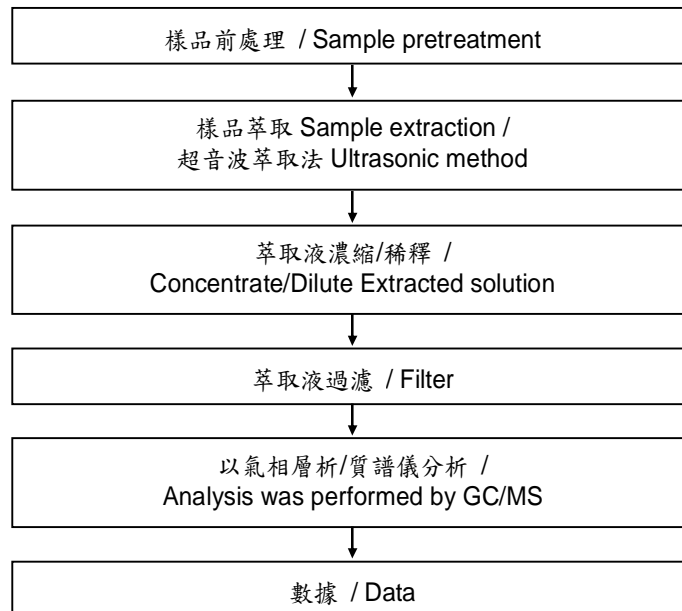 樣品前處理 / Sample pretreatment
樣品萃取 Sample extraction /
超音波萃取法 Ultrasonic method
萃取液濃縮/稀釋 /
Concentrate/Dilute Extracted solution
萃取液過濾 / Filter
以氣相層析/質譜儀分析 /
Analysis was performed by GC/MS
數據 / Data